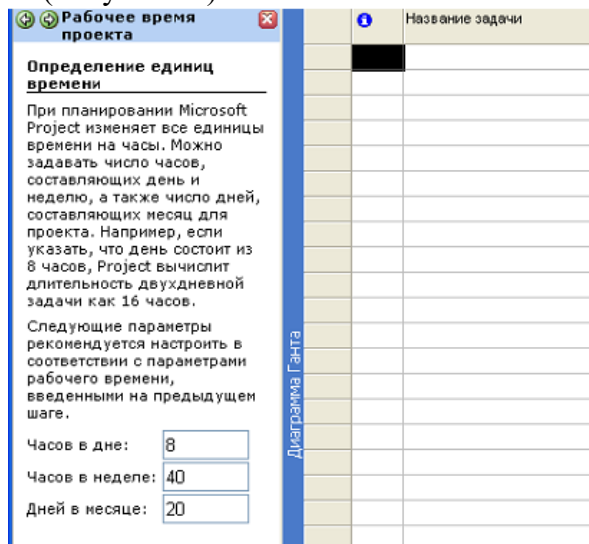 Рабочее время
проекта
Название задачи
Определение единиц
времени
При планировании Microsoft
Project изменяет все единицы
времени на часы. Можно
задавать число часов,
составляющих день и
неделю, а также число дней,
составляющих месяц для
проекта. Например, если
указать, что день состоит из
8 часов, Project вычислит
длительность двухдневной
задачи как 16 часов.
Следующие параметры
рекомендуется настроить в
соответствии с параметрами
рабочего времени,
введенными на предыдущем
шаге.
Часов в дне: 8
Часов в неделе: 40
Дней в месяце: 20
Диаграмма Ганта